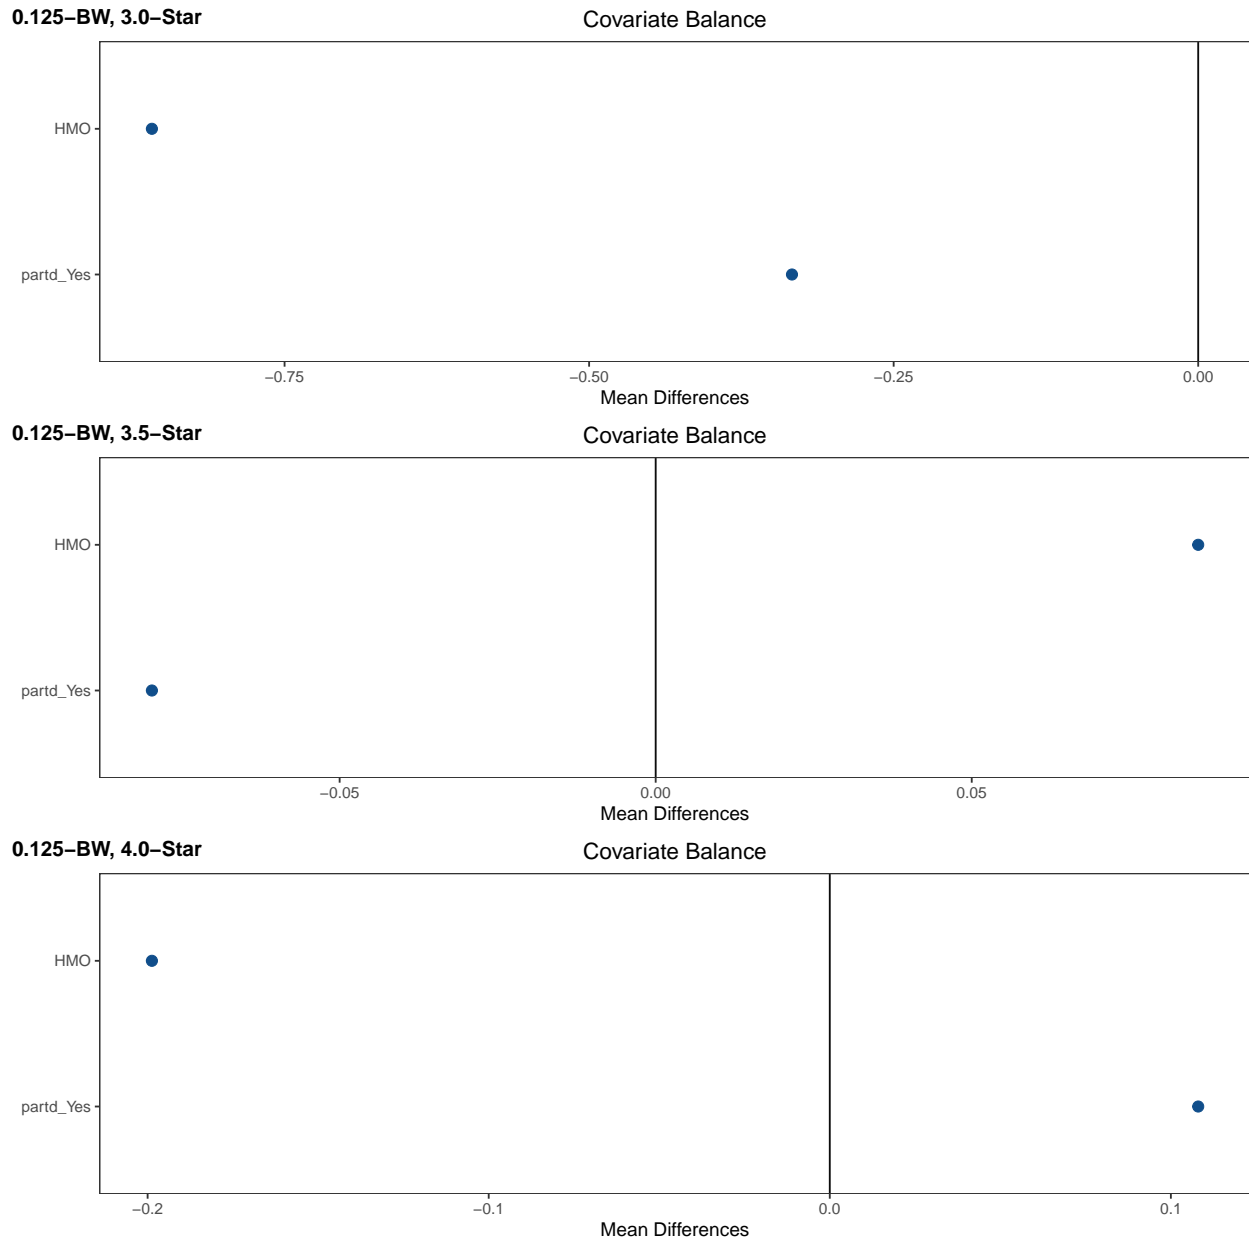 0.125−BW, 3.0−Star
Covariate Balance
HMO
partd_Yes
−0.75 −0.50 −0.25 0.00
Mean Differences
0.125−BW, 3.5−Star
Covariate Balance
HMO
partd_Yes
−0.05 0.00 0.05
Mean Differences
0.125−BW, 4.0−Star
Covariate Balance
HMO
partd_Yes
−0.2 −0.1 0.0 0.1
Mean Differences